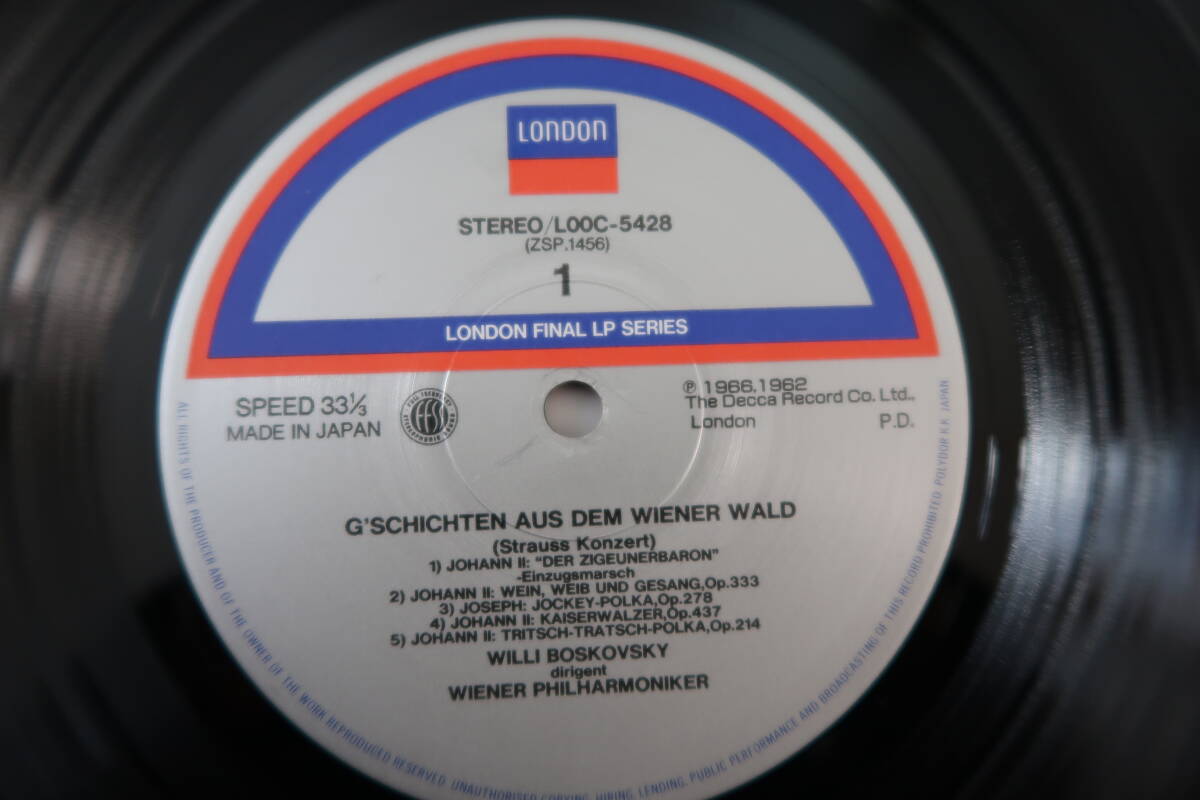 LONDON
STEREO/L00C-5428
(ZSP.1456)
1
LONDON FINAL LP SERIES
SPEED 33⅓
MADE IN JAPAN
FFSS
Ⓟ 1966,1962
The Decca Record Co. Ltd.,
London P.D.
G'SCHICHTEN AUS DEM WIENER WALD
(Strauss Konzert)
1) JOHANN II: "DER ZIGEUNERBARON"
-Einzugsmarsch
2) JOHANN II: WEIN, WEIB UND GESANG,Op.333
3) JOSEPH: JOCKEY-POLKA,Op.278
4) JOHANN II: KAISERWALZER,Op.437
5) JOHANN II: TRITSCH-TRATSCH-POLKA,Op.214
WILLI BOSKOVSKY
dirigent
WIENER PHILHARMONIKER
ALL RIGHTS OF THE PRODUCER AND OF THE OWNER OF THE WORK REPRODUCED RESERVED. UNAUTHORISED COPYING, HIRING, LENDING, PUBLIC PERFORMANCE AND BROADCASTING OF THIS RECORD PROHIBITED. POLYDOR K.K. JAPAN